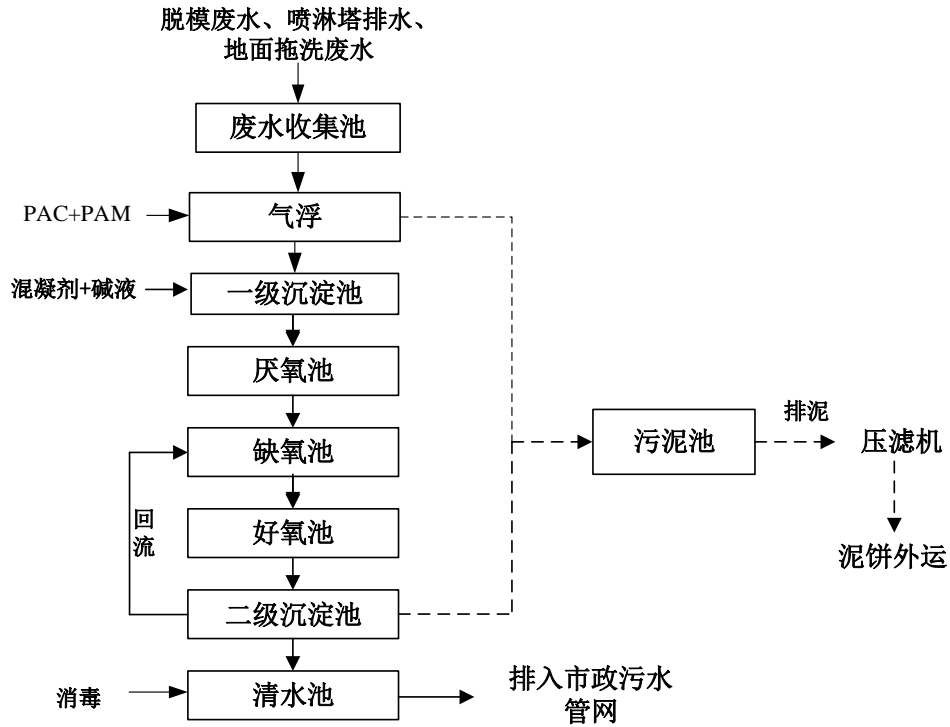 脱模废水、喷淋塔排水、
地面拖洗废水
废水收集池
PAC+PAM
气浮
混凝剂+碱液
一级沉淀池
厌氧池
缺氧池
回
流
好氧池
二级沉淀池
消毒
清水池
排入市政污水
管网
污泥池
排泥
压滤机
泥饼外运